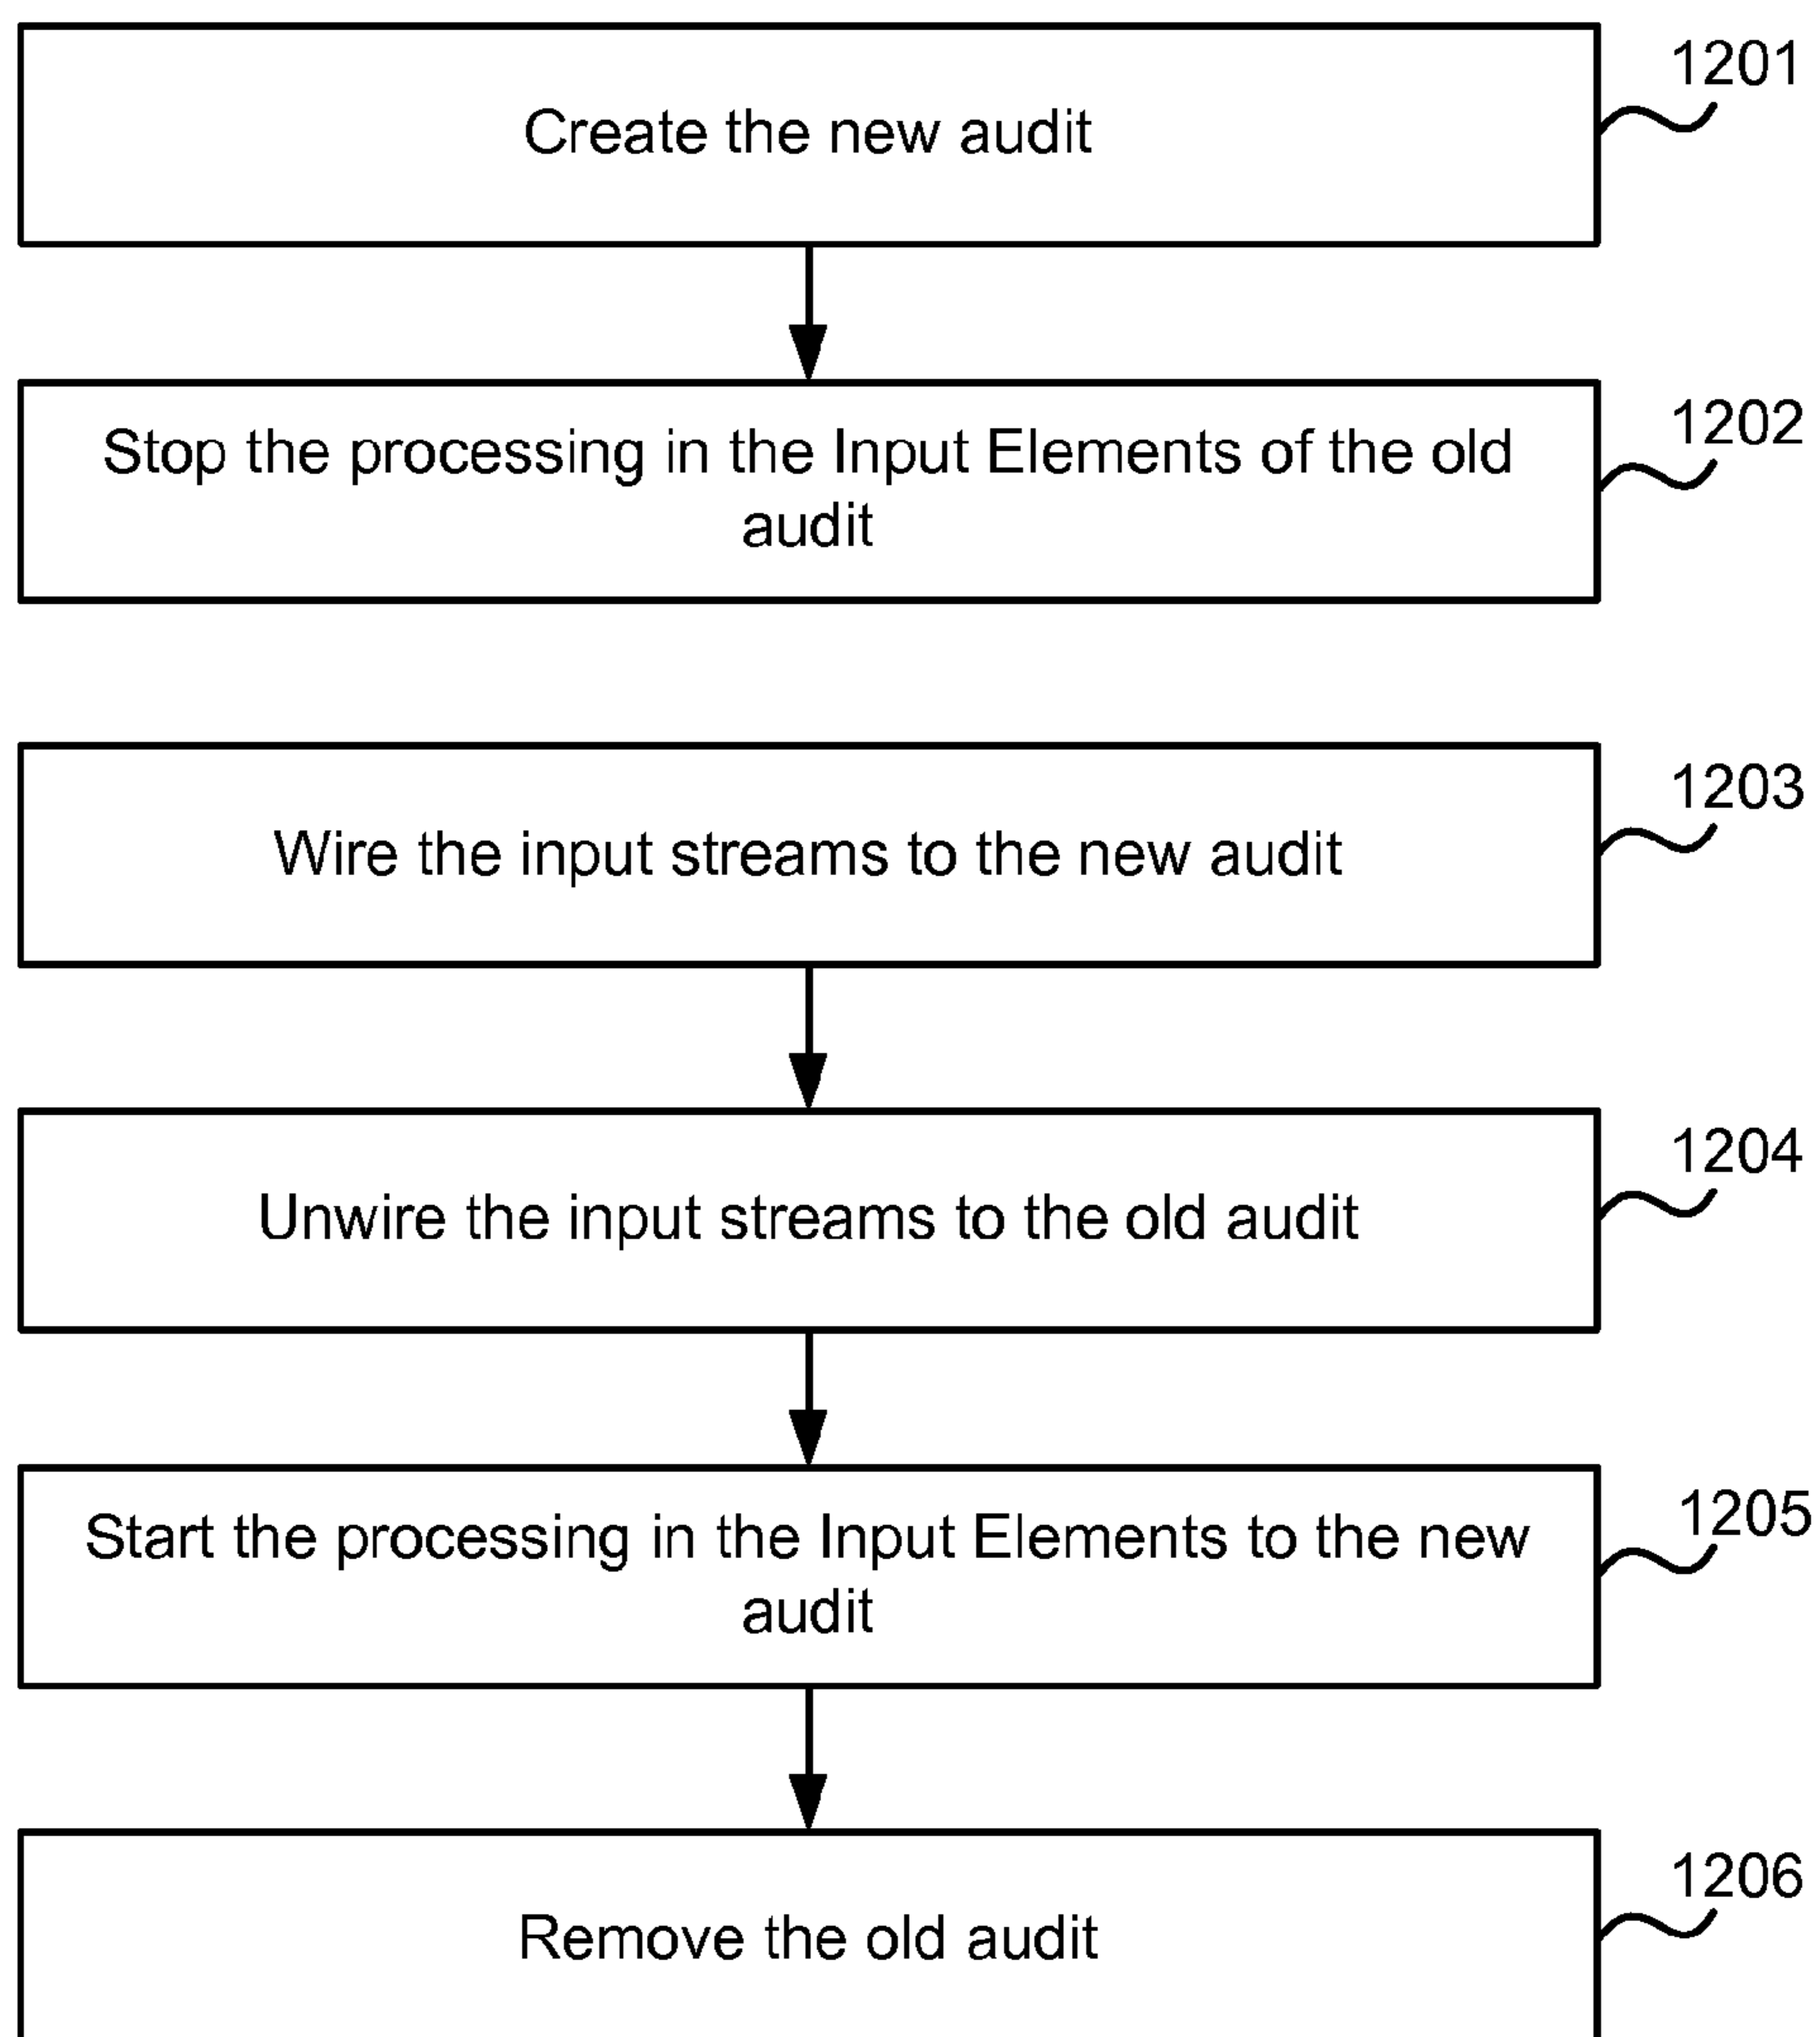 1201
Create the new audit
1202
Stop the processing in the Input Elements of the old
audit
1203
Wire the input streams to the new audit
1204
Unwire the input streams to the old audit
1205
Start the processing in the Input Elements to the new
audit
1206
Remove the old audit